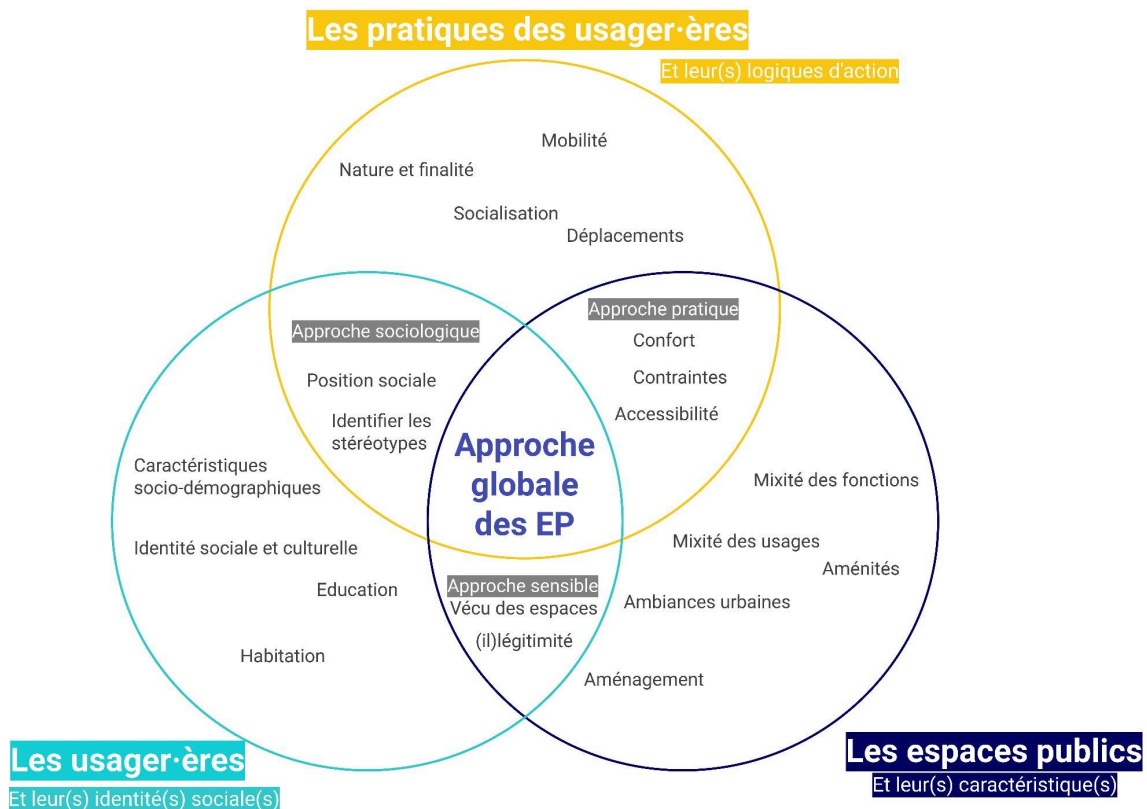 Les pratiques des usager·ères
Et leur(s) logiques d'action
Mobilité
Nature et finalité
Socialisation
Déplacements
Approche sociologique
Position sociale
Identifier les
stéréotypes
Approche pratique
Confort
Contraintes
Accessibilité
Approche
globale
des EP
Caractéristiques
socio-démographiques
Identité sociale et culturelle
Education
Habitation
Approche sensible
Vécu des espaces
(il)légitimité
Mixité des fonctions
Mixité des usages
Aménités
Ambiances urbaines
Aménagement
Les usager·ères
Et leur(s) identité(s) sociale(s)
Les espaces publics
Et leur(s) caractéristique(s)